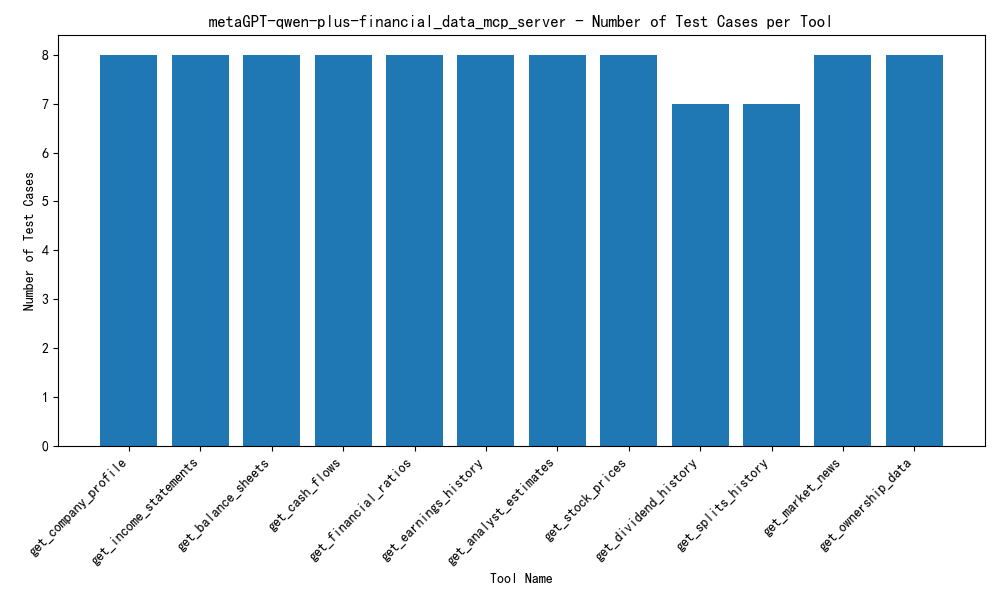 metaGPT-qwen-plus-financial_data_mcp_server - Number of Test Cases per Tool
Number of Test Cases
8
7
6
5
4
3
2
1
0
get_company_profile
get_income_statements
get_balance_sheets
get_cash_flows
get_financial_ratios
get_earnings_history
get_analyst_estimates
get_stock_prices
get_dividend_history
get_splits_history
get_market_news
get_ownership_data
Tool Name